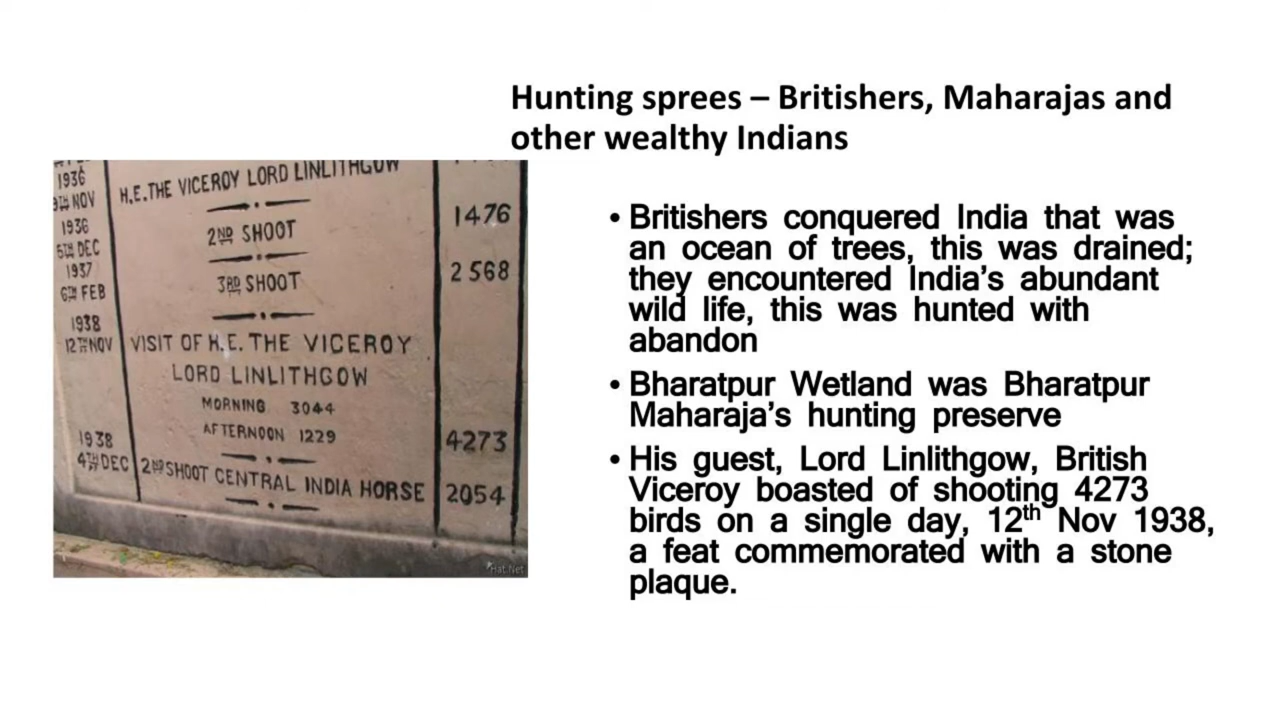 Hunting sprees – Britishers, Maharajas and
other wealthy Indians
1936
H.E. THE VICEROY LORD LINLITHGOW
9TH NOV
1936
2ND SHOOT
1476
5TH DEC
1937
3RD SHOOT
2568
6TH FEB
1938
12TH NOV
VISIT OF H.E. THE VICEROY
LORD LINLITHGOW
MORNING 3044
AFTERNOON 1229
4273
1938
4TH DEC
2ND SHOOT CENTRAL INDIA HORSE
2054
Hat.Net
• Britishers conquered India that was
an ocean of trees, this was drained;
they encountered India’s abundant
wild life, this was hunted with
abandon
• Bharatpur Wetland was Bharatpur
Maharaja’s hunting preserve
• His guest, Lord Linlithgow, British
Viceroy boasted of shooting 4273
birds on a single day, 12th Nov 1938,
a feat commemorated with a stone
plaque.